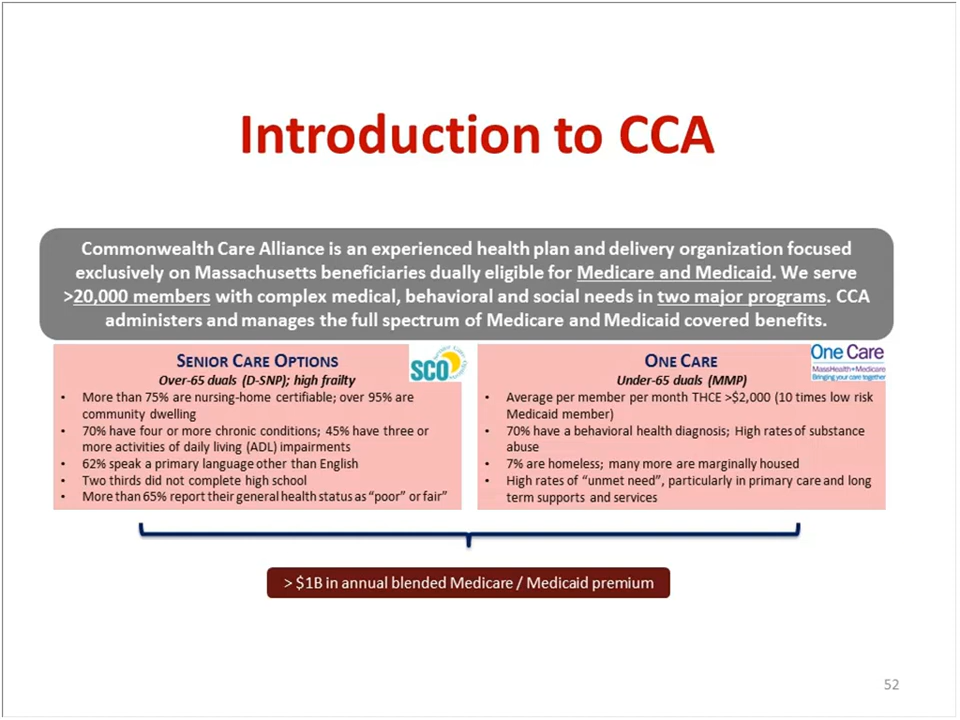 Introduction to CCA
Commonwealth Care Alliance is an experienced health plan and delivery organization focused
exclusively on Massachusetts beneficiaries dually eligible for Medicare and Medicaid. We serve
>20,000 members with complex medical, behavioral and social needs in two major programs. CCA
administers and manages the full spectrum of Medicare and Medicaid covered benefits.
SENIOR CARE OPTIONS
SCO
Over-65 duals (D-SNP); high frailty
• More than 75% are nursing-home certifiable; over 95% are
community dwelling
• 70% have four or more chronic conditions; 45% have three or
more activities of daily living (ADL) impairments
• 62% speak a primary language other than English
• Two thirds did not complete high school
• More than 65% report their general health status as “poor” or fair”
ONE CARE
One Care
MassHealth+Medicare
Bringing your care together
Under-65 duals (MMP)
• Average per member per month THCE >$2,000 (10 times low risk
Medicaid member)
• 70% have a behavioral health diagnosis; High rates of substance
abuse
• 7% are homeless; many more are marginally housed
• High rates of “unmet need”, particularly in primary care and long
term supports and services
> $1B in annual blended Medicare / Medicaid premium
52